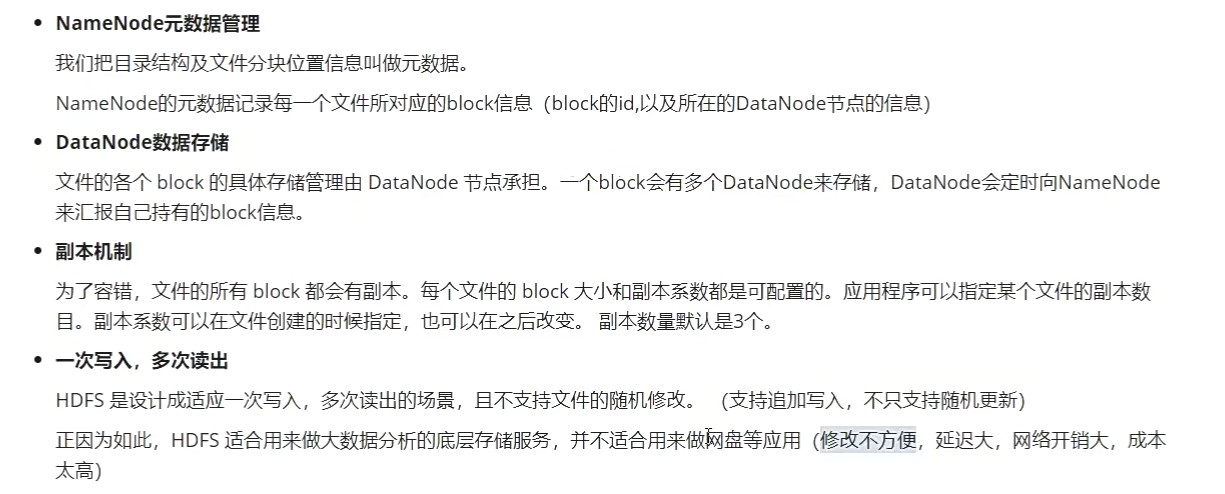 NameNode元数据管理
我们把目录结构及文件分块位置信息叫做元数据。
NameNode的元数据记录每一个文件所对应的block信息（block的id,以及所在的DataNode节点的信息）
DataNode数据存储
文件的各个 block 的具体存储管理由 DataNode 节点承担。一个block会有多个DataNode来存储，DataNode会定时向NameNode
来汇报自己持有的block信息。
副本机制
为了容错，文件的所有 block 都会有副本。每个文件的 block 大小和副本系数都是可配置的。应用程序可以指定某个文件的副本数
目。副本系数可以在文件创建的时候指定，也可以在之后改变。 副本数量默认是3个。
一次写入，多次读出
HDFS 是设计成适应一次写入，多次读出的场景，且不支持文件的随机修改。 （支持追加写入，不只支持随机更新）
正因为如此，HDFS 适合用来做大数据分析的底层存储服务，并不适合用来做网盘等应用（修改不方便，延迟大，网络开销大，成本
太高）